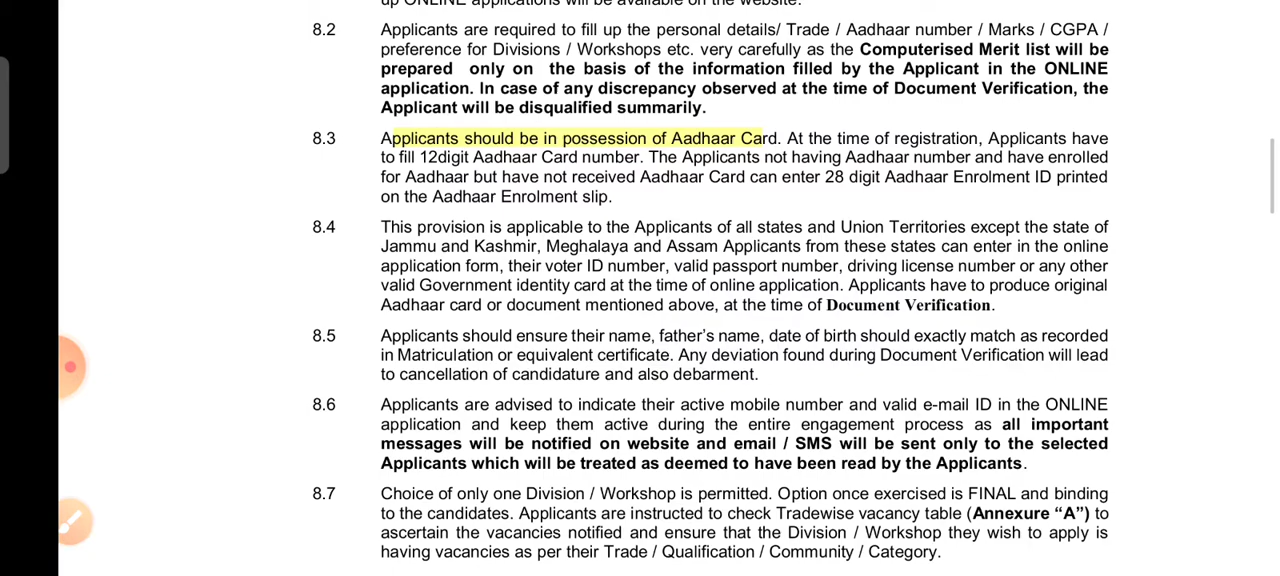 up ONLINE applications will be available on the website.
8.2 Applicants are required to fill up the personal details/ Trade / Aadhaar number / Marks / CGPA /
preference for Divisions / Workshops etc. very carefully as the Computerised Merit list will be
prepared only on the basis of the information filled by the Applicant in the ONLINE
application. In case of any discrepancy observed at the time of Document Verification, the
Applicant will be disqualified summarily.
8.3 Applicants should be in possession of Aadhaar Card. At the time of registration, Applicants have
to fill 12digit Aadhaar Card number. The Applicants not having Aadhaar number and have enrolled
for Aadhaar but have not received Aadhaar Card can enter 28 digit Aadhaar Enrolment ID printed
on the Aadhaar Enrolment slip.
8.4 This provision is applicable to the Applicants of all states and Union Territories except the state of
Jammu and Kashmir, Meghalaya and Assam Applicants from these states can enter in the online
application form, their voter ID number, valid passport number, driving license number or any other
valid Government identity card at the time of online application. Applicants have to produce original
Aadhaar card or document mentioned above, at the time of Document Verification.
8.5 Applicants should ensure their name, father's name, date of birth should exactly match as recorded
in Matriculation or equivalent certificate. Any deviation found during Document Verification will lead
to cancellation of candidature and also debarment.
8.6 Applicants are advised to indicate their active mobile number and valid e-mail ID in the ONLINE
application and keep them active during the entire engagement process as all important
messages will be notified on website and email / SMS will be sent only to the selected
Applicants which will be treated as deemed to have been read by the Applicants.
8.7 Choice of only one Division / Workshop is permitted. Option once exercised is FINAL and binding
to the candidates. Applicants are instructed to check Tradewise vacancy table (Annexure “A”) to
ascertain the vacancies notified and ensure that the Division / Workshop they wish to apply is
having vacancies as per their Trade / Qualification / Community / Category.